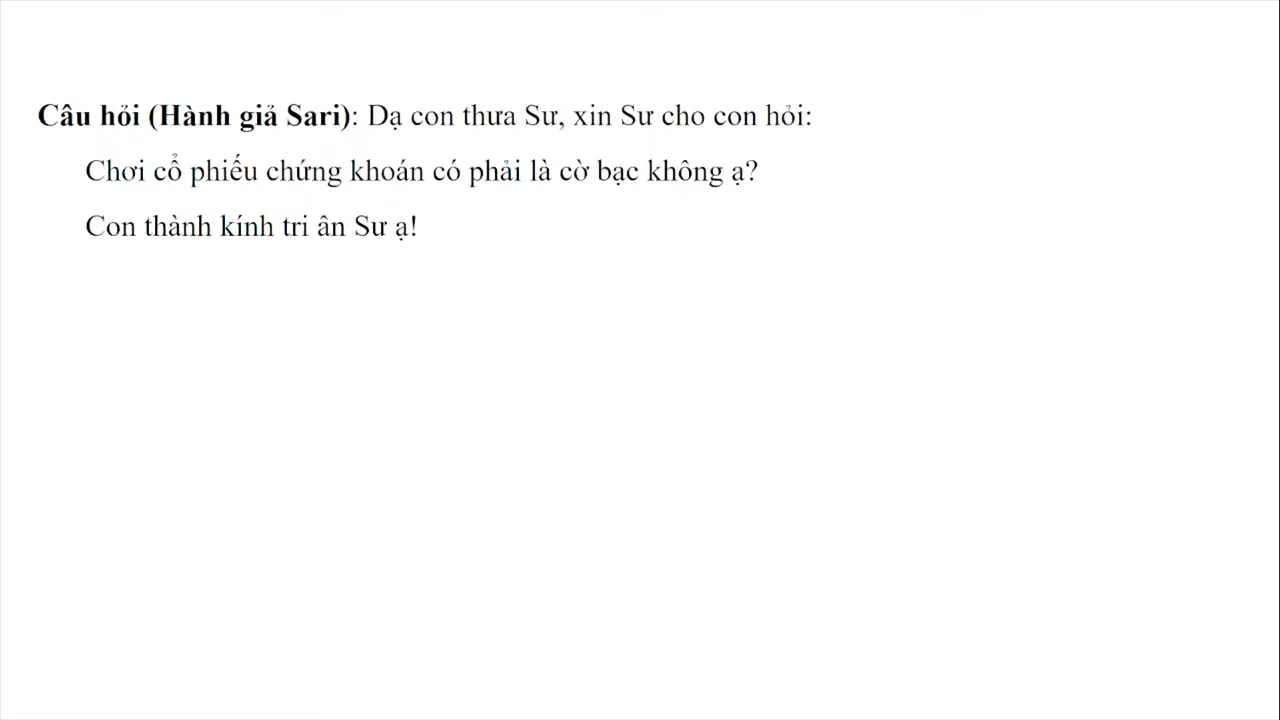 Câu hỏi (Hành giả Sari): Dạ con thưa Sư, xin Sư cho con hỏi:
Chơi cổ phiếu chứng khoán có phải là cờ bạc không ạ?
Con thành kính tri ân Sư ạ!